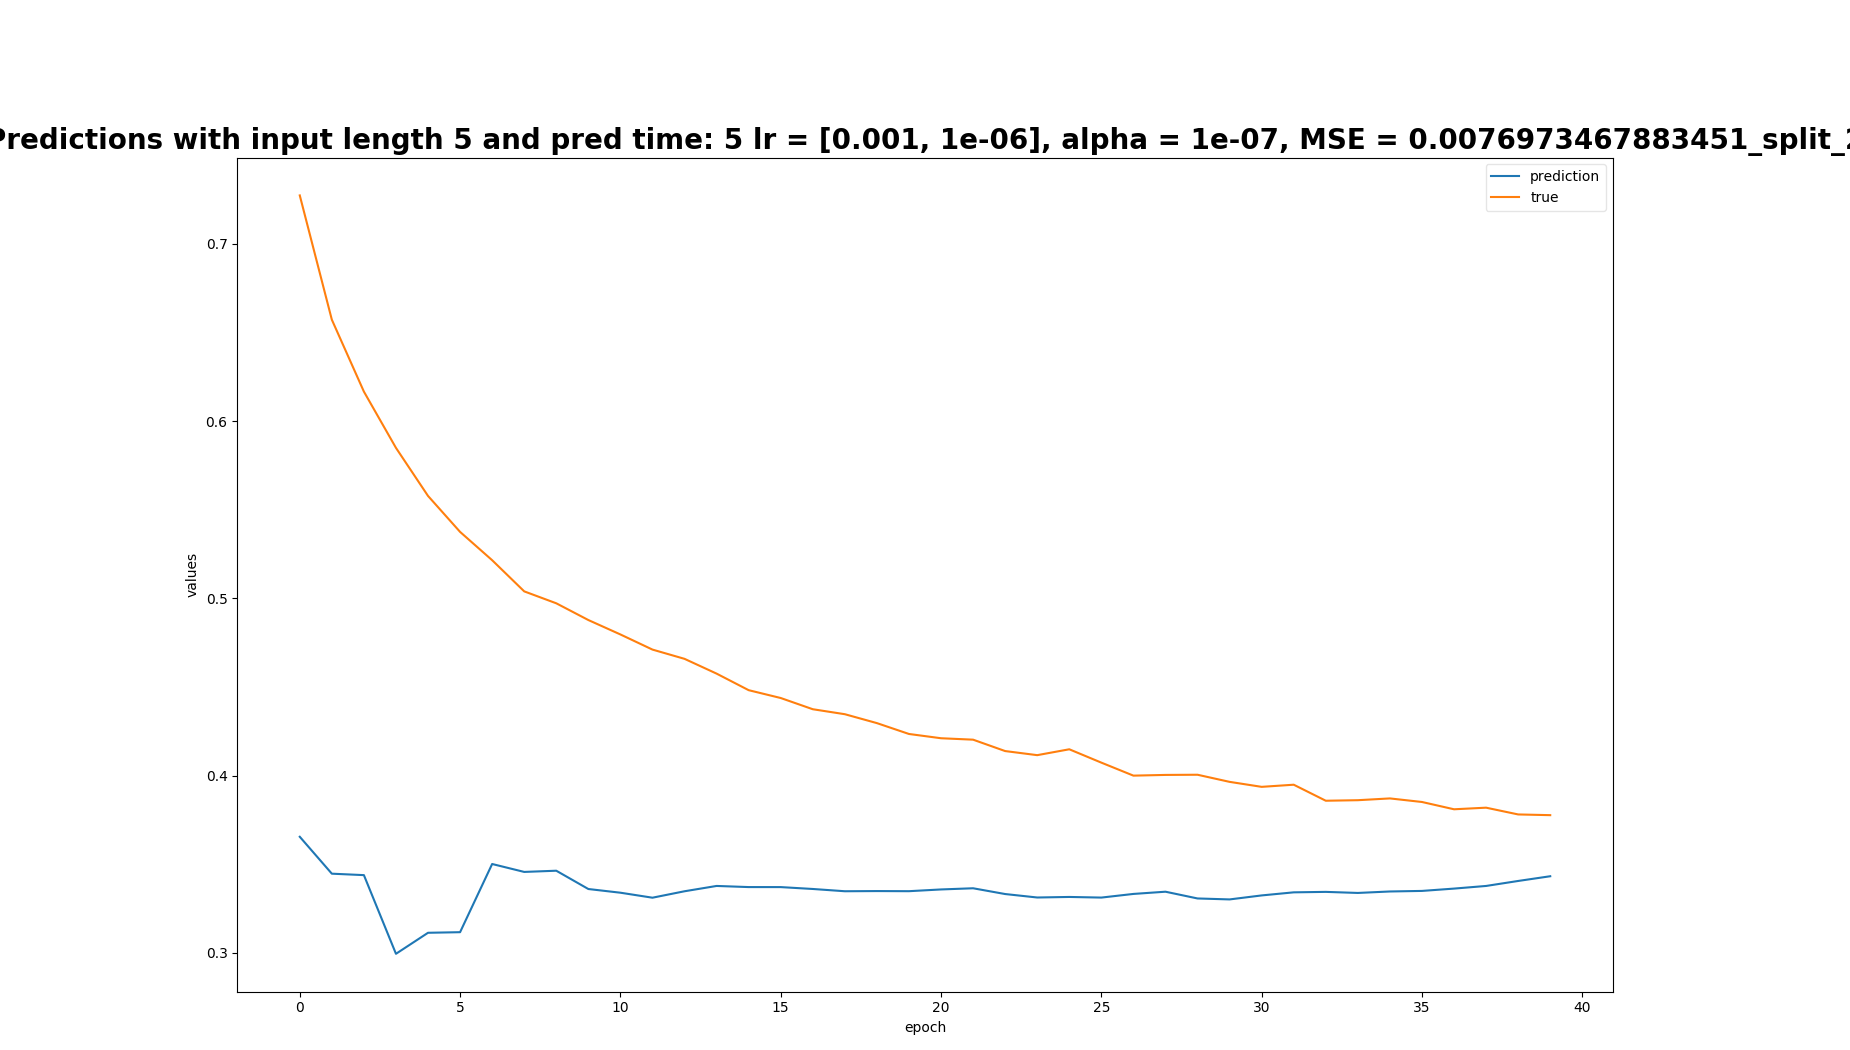 Predictions with input length 5 and pred time: 5 lr = [0.001, 1e-06], alpha = 1e-07, MSE = 0.0076973467883451_split_2
prediction
true
0.7
0.6
0.5
0.4
0.3
values
0 5 10 15 20 25 30 35 40
epoch